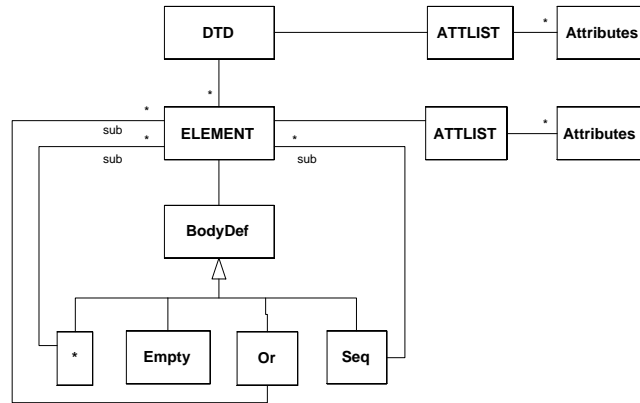 DTD
ATTLIST
*
Attributes
*
*
sub
*
sub
ELEMENT
*
sub
ATTLIST
*
Attributes
BodyDef
*
Empty
Or
Seq